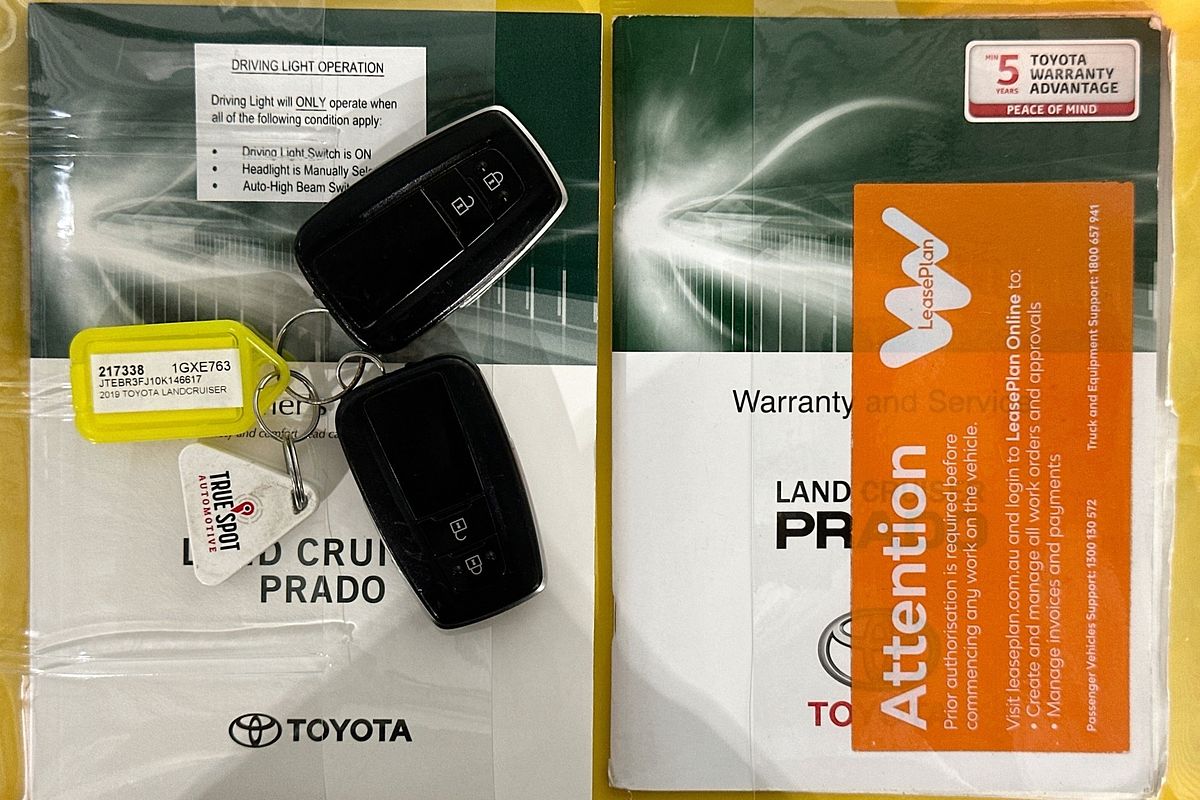 DRIVING LIGHT OPERATION
Driving Light will ONLY operate when
all of the following condition apply:
• Driving Light Switch is ON
• Headlight is Manually
• Auto-High Beam
217338 1GXE763
JTEBR3FJ10K146617
2019 TOYOTA LANDCRUISER
TRUE SPOT
AUTOMOTIVE
PRADO
TOYOTA
MIN 5 YEARS
TOYOTA
WARRANTY
ADVANTAGE
PEACE OF MIND
Warranty and Service
LAND CRUISER
PRADO
LeasePlan
Attention
Prior authorisation is required before
commencing any work on the vehicle.
Visit leaseplan.com.au and login to LeasePlan Online to:
• Create and manage all work orders and approvals
• Manage invoices and payments
Passenger Vehicles Support: 1300 130 572 Truck and Equipment Support: 1800 657 941